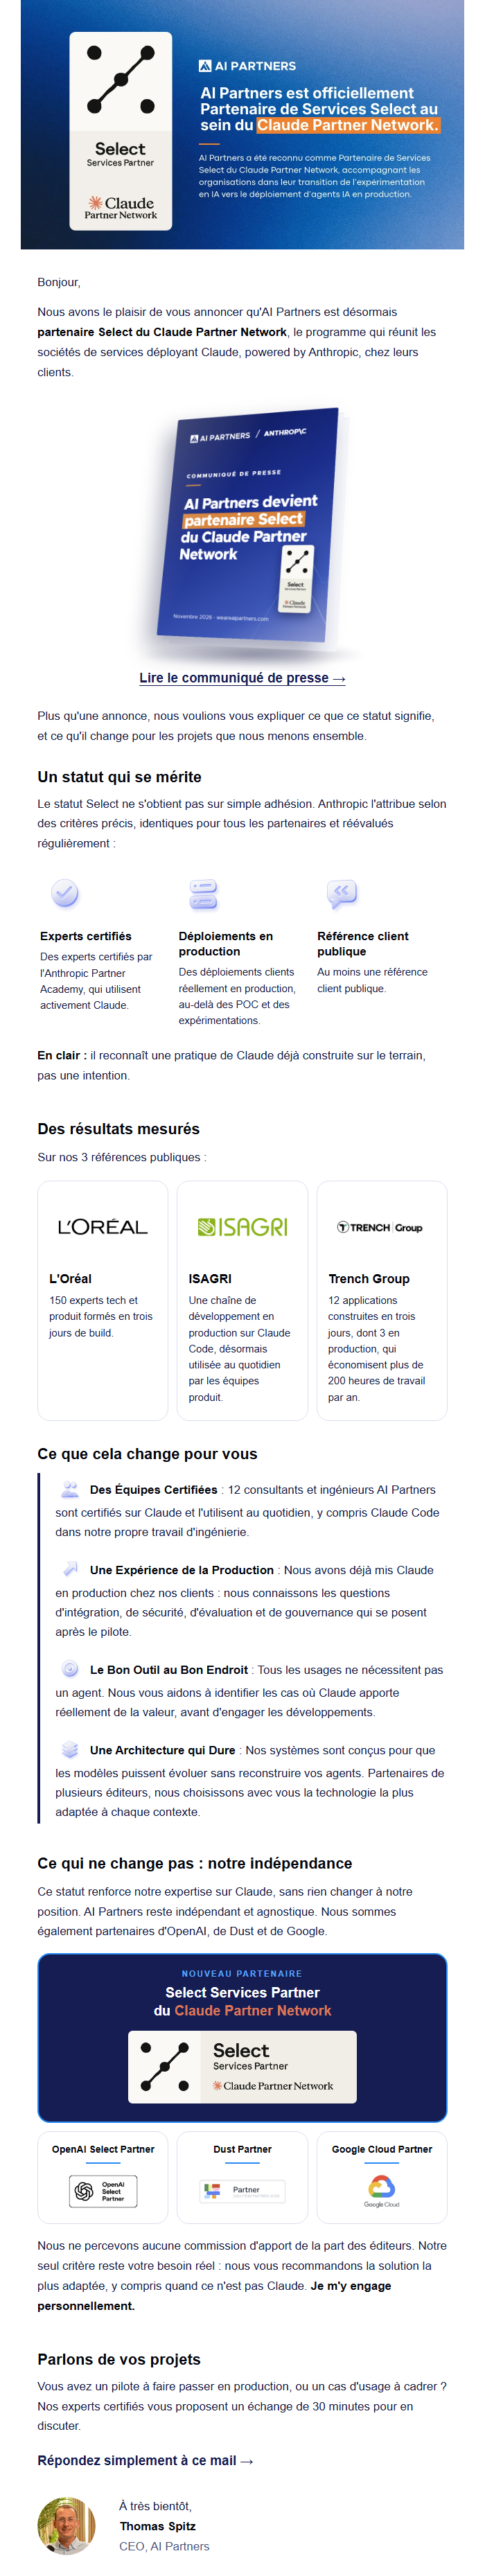 Select
Services Partner
Claude
Partner Network
AI PARTNERS
AI Partners est officiellement
Partenaire de Services Select au
sein du Claude Partner Network.
AI Partners a été reconnu comme Partenaire de Services
Select du Claude Partner Network, accompagnant les
organisations dans leur transition de l'expérimentation
en IA vers le déploiement d'agents IA en production.
Bonjour,
Nous avons le plaisir de vous annoncer qu'AI Partners est désormais
partenaire Select du Claude Partner Network, le programme qui réunit les
sociétés de services déployant Claude, powered by Anthropic, chez leurs
clients.
AI PARTNERS / ANTHROP\C
COMMUNIQUÉ DE PRESSE
AI Partners devient
partenaire Select
du Claude Partner
Network
Select
Services Partner
Claude
Partner Network
Novembre 2026 · weareaipartners.com
Lire le communiqué de presse →
Plus qu'une annonce, nous voulions vous expliquer ce que ce statut signifie,
et ce qu'il change pour les projets que nous menons ensemble.
Un statut qui se mérite
Le statut Select ne s'obtient pas sur simple adhésion. Anthropic l'attribue selon
des critères précis, identiques pour tous les partenaires et réévalués
régulièrement :
Experts certifiés
Des experts certifiés par
l'Anthropic Partner
Academy, qui utilisent
activement Claude.
Déploiements en
production
Des déploiements clients
réellement en production,
au-delà des POC et des
expérimentations.
Référence client
publique
Au moins une référence
client publique.
En clair : il reconnaît une pratique de Claude déjà construite sur le terrain,
pas une intention.
Des résultats mesurés
Sur nos 3 références publiques :
L'ORÉAL
L'Oréal
150 experts tech et
produit formés en trois
jours de build.
ISAGRI
ISAGRI
Une chaîne de
développement en
production sur Claude
Code, désormais
utilisée au quotidien
par les équipes
produit.
TRENCH Group
Trench Group
12 applications
construites en trois
jours, dont 3 en
production, qui
économisent plus de
200 heures de travail
par an.
Ce que cela change pour vous
Des Équipes Certifiées : 12 consultants et ingénieurs AI Partners
sont certifiés sur Claude et l'utilisent au quotidien, y compris Claude Code
dans notre propre travail d'ingénierie.
Une Expérience de la Production : Nous avons déjà mis Claude
en production chez nos clients : nous connaissons les questions
d'intégration, de sécurité, d'évaluation et de gouvernance qui se posent
après le pilote.
Le Bon Outil au Bon Endroit : Tous les usages ne nécessitent pas
un agent. Nous vous aidons à identifier les cas où Claude apporte
réellement de la valeur, avant d'engager les développements.
Une Architecture qui Dure : Nos systèmes sont conçus pour que
les modèles puissent évoluer sans reconstruire vos agents. Partenaires de
plusieurs éditeurs, nous choisissons avec vous la technologie la plus
adaptée à chaque contexte.
Ce qui ne change pas : notre indépendance
Ce statut renforce notre expertise sur Claude, sans rien changer à notre
position. AI Partners reste indépendant et agnostique. Nous sommes
également partenaires d'OpenAI, de Dust et de Google.
NOUVEAU PARTENAIRE
Select Services Partner
du Claude Partner Network
Select
Services Partner
Claude Partner Network
OpenAI Select Partner
OpenAI
Select
Partner
Dust Partner
Partner
Google Cloud Partner
Google Cloud
Nous ne percevons aucune commission d'apport de la part des éditeurs. Notre
seul critère reste votre besoin réel : nous vous recommandons la solution la
plus adaptée, y compris quand ce n'est pas Claude. Je m'y engage
personnellement.
Parlons de vos projets
Vous avez un pilote à faire passer en production, ou un cas d'usage à cadrer ?
Nos experts certifiés vous proposent un échange de 30 minutes pour en
discuter.
Répondez simplement à ce mail →
À très bientôt,
Thomas Spitz
CEO, AI Partners